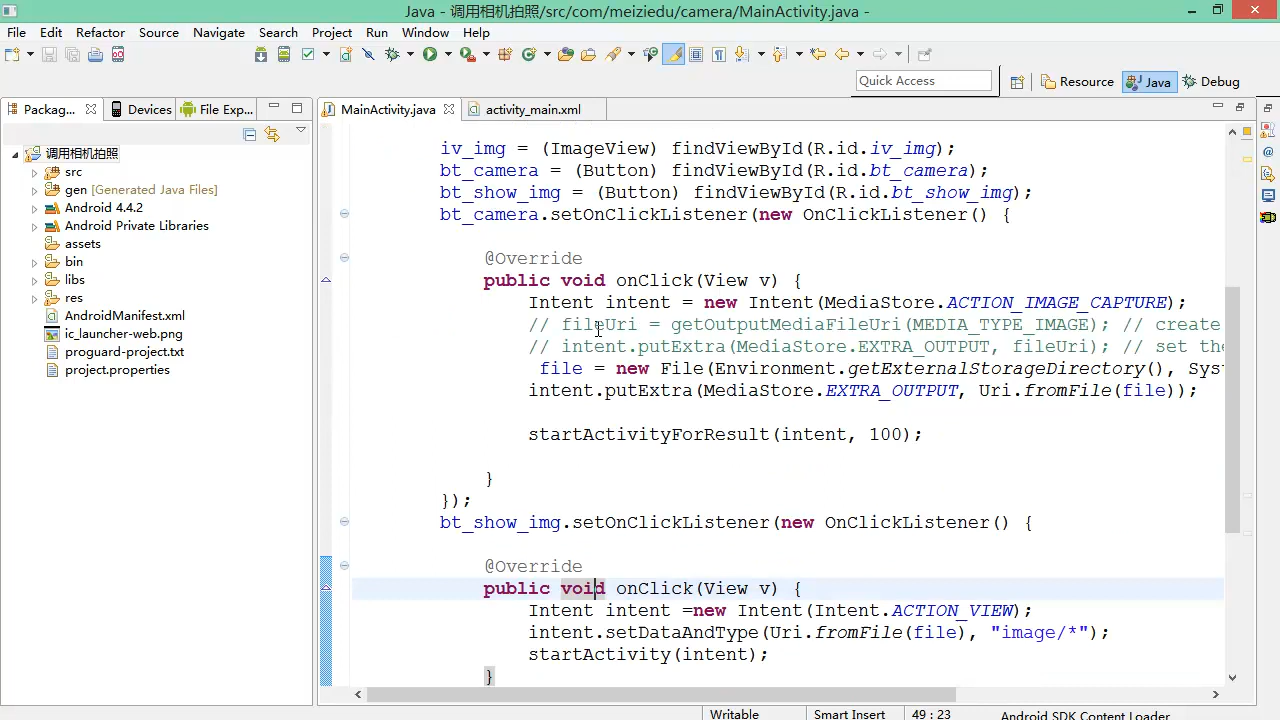 Java - 调用相机拍照/src/com/meiziedu/camera/MainActivity.java -
File Edit Refactor Source Navigate Search Project Run Window Help
Quick Access
Resource Java Debug
Packag... Devices File Exp... MainActivity.java activity_main.xml
调用相机拍照
src
gen [Generated Java Files]
Android 4.4.2
Android Private Libraries
assets
bin
libs
res
AndroidManifest.xml
ic_launcher-web.png
proguard-project.txt
project.properties
iv_img = (ImageView) findViewById(R.id.iv_img);
bt_camera = (Button) findViewById(R.id.bt_camera);
bt_show_img = (Button) findViewById(R.id.bt_show_img);
bt_camera.setOnClickListener(new OnClickListener() {
@Override
public void onClick(View v) {
Intent intent = new Intent(MediaStore.ACTION_IMAGE_CAPTURE);
// fileUri = getOutputMediaFileUri(MEDIA_TYPE_IMAGE); // create
// intent.putExtra(MediaStore.EXTRA_OUTPUT, fileUri); // set the
file = new File(Environment.getExternalStorageDirectory(), Sys
intent.putExtra(MediaStore.EXTRA_OUTPUT, Uri.fromFile(file));
startActivityForResult(intent, 100);
}
});
bt_show_img.setOnClickListener(new OnClickListener() {
@Override
public void onClick(View v) {
Intent intent =new Intent(Intent.ACTION_VIEW);
intent.setDataAndType(Uri.fromFile(file), "image/*");
startActivity(intent);
}
Writable Smart Insert 49 : 23 Android SDK Content Loader